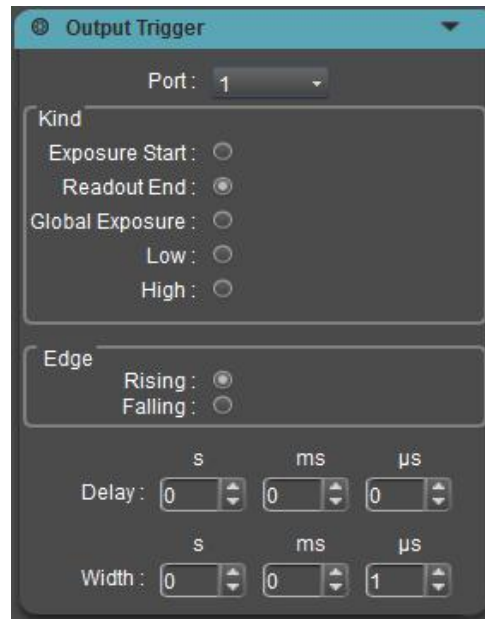 Output Trigger
Port : 1
Kind
Exposure Start :
Readout End :
Global Exposure :
Low :
High :
Edge
Rising :
Falling :
s ms µs
Delay : 0 0 0
s ms µs
Width : 0 0 1